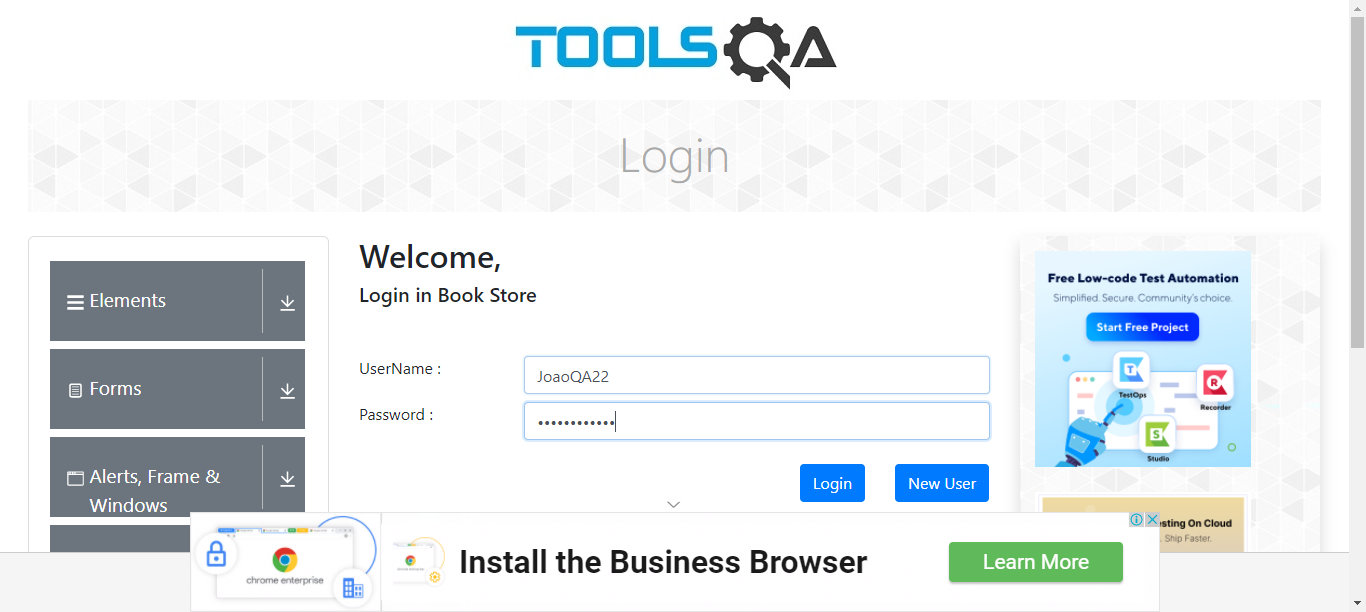 TOOLSQA
Login
Elements
Forms
Alerts, Frame &
Windows
Welcome,
Login in Book Store
UserName :
JoaoQA22
Password :
••••••••••••
Login
New User
Free Low-code Test Automation
Simplified. Secure. Community's choice.
Start Free Project
TestOps
Recorder
Studio
sting On Cloud
Ship Faster.
chrome enterprise
Install the Business Browser
Learn More